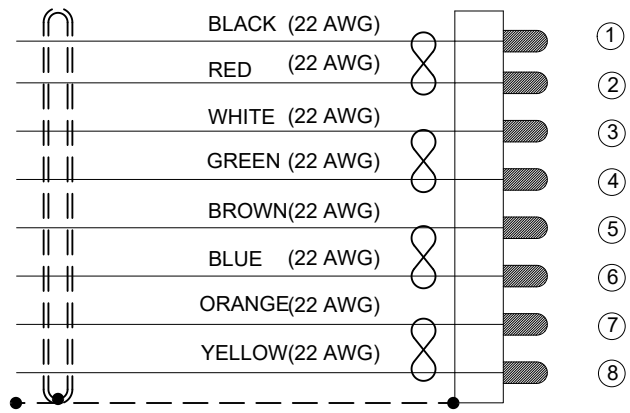 BLACK (22 AWG) 1
RED (22 AWG) 2
WHITE (22 AWG) 3
GREEN (22 AWG) 4
BROWN(22 AWG) 5
BLUE (22 AWG) 6
ORANGE(22 AWG) 7
YELLOW(22 AWG) 8